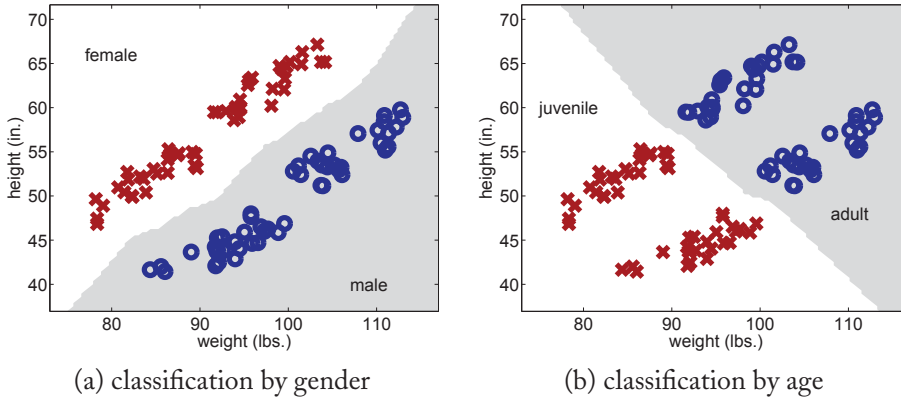 70
65
60
55
50
45
40
height (in.)
female
male
80
90
100
110
weight (lbs.)
(a) classification by gender
70
65
60
55
50
45
40
height (in.)
juvenile
adult
80
90
100
110
weight (lbs.)
(b) classification by age